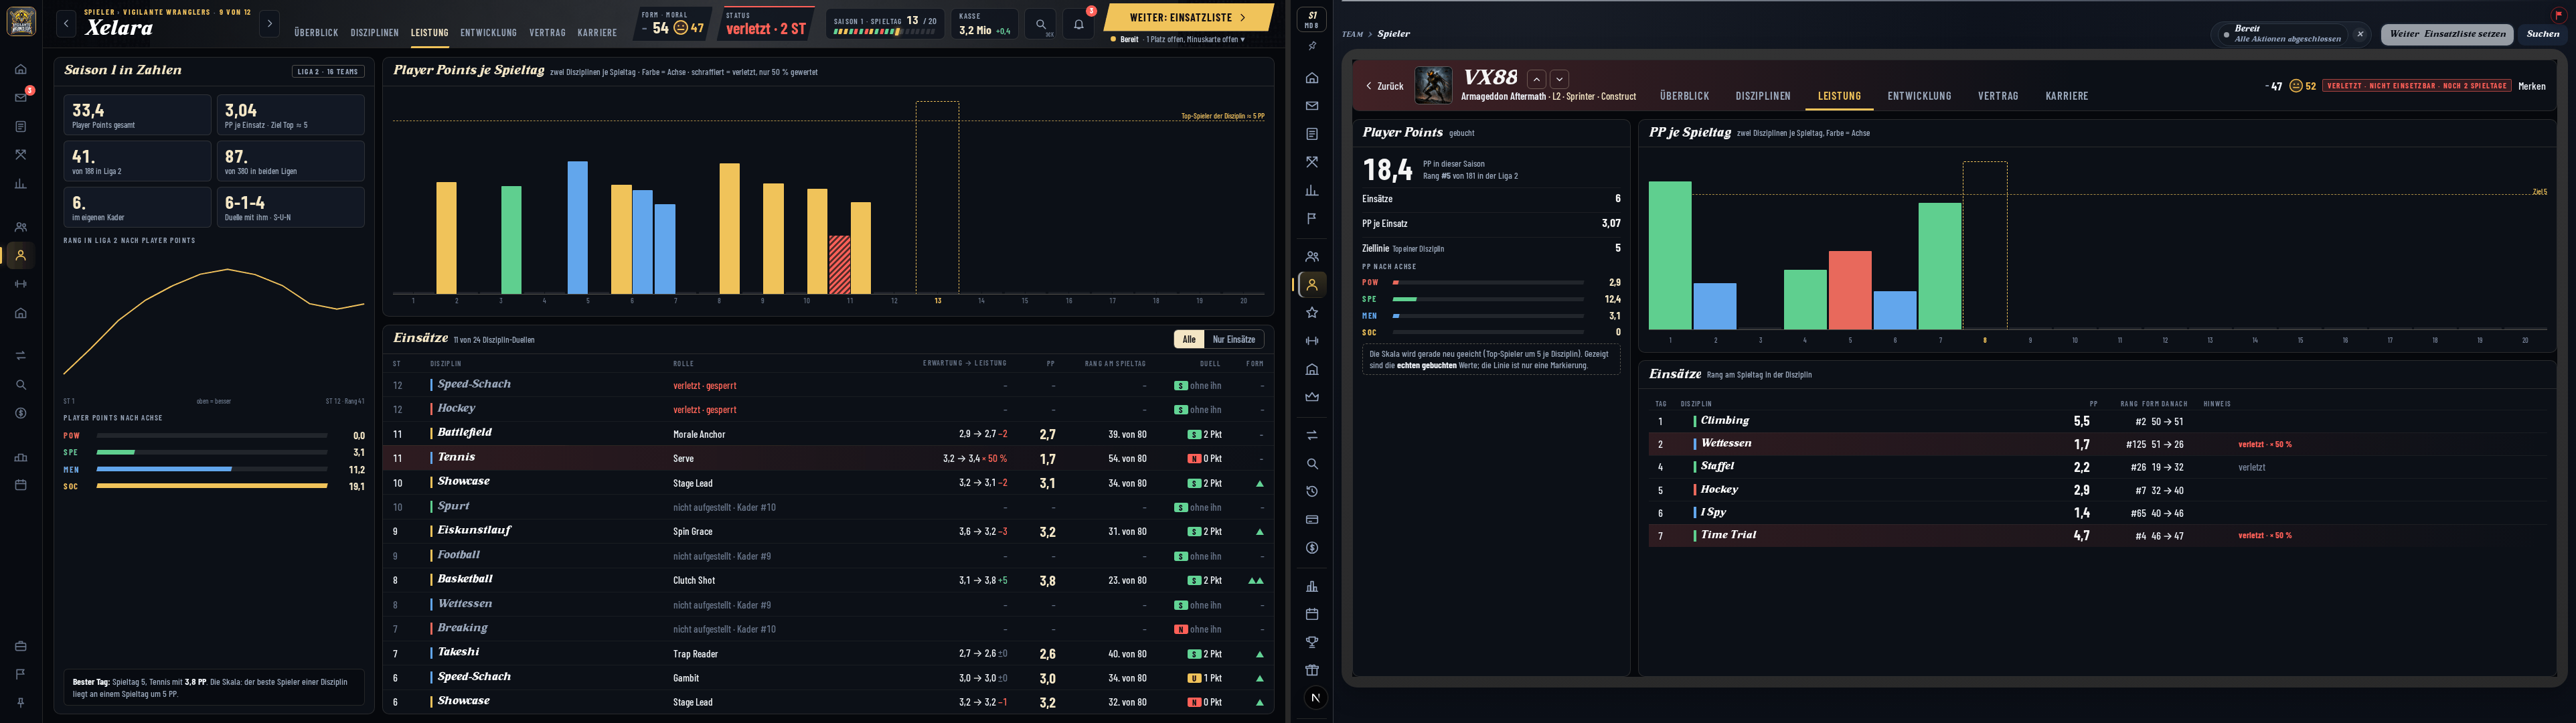 SPIELER · VIGILANTE WRANGLERS · 9 VON 12
Xelara
ÜBERBLICK DISZIPLINEN LEISTUNG ENTWICKLUNG VERTRAG KARRIERE
FORM · MORAL
– 54 47
STATUS
verletzt · 2 ST
SAISON 1 · SPIELTAG 13 / 20
KASSE
3,2 Mio +0,4
3
WEITER: EINSATZLISTE
Bereit · 1 Platz offen, Minuskarte offen ▾
3
Saison 1 in Zahlen
LIGA 2 · 16 TEAMS
33,4
Player Points gesamt
3,04
PP je Einsatz · Ziel Top ≈ 5
41.
von 188 in Liga 2
87.
von 380 in beiden Ligen
6.
im eigenen Kader
6-1-4
Duelle mit ihm · S-U-N
RANG IN LIGA 2 NACH PLAYER POINTS
ST 1 oben = besser ST 12 · Rang 41
PLAYER POINTS NACH ACHSE
POW 0,0
SPE 3,1
MEN 11,2
SOC 19,1
Bester Tag: Spieltag 5, Tennis mit 3,8 PP. Die Skala: der beste Spieler einer Disziplin
liegt an einem Spieltag um 5 PP.
Player Points je Spieltag zwei Disziplinen je Spieltag · Farbe = Achse · schraffiert = verletzt, nur 50 % gewertet
Top-Spieler der Disziplin ≈ 5 PP
1 2 3 4 5 6 7 8 9 10 11 12 13 14 15 16 17 18 19 20
Einsätze 11 von 24 Disziplin-Duellen
Alle Nur Einsätze
ST DISZIPLIN ROLLE ERWARTUNG → LEISTUNG PP RANG AM SPIELTAG DUELL FORM
12 Speed-Schach verletzt · gesperrt – – – S ohne ihn –
12 Hockey verletzt · gesperrt – – – S ohne ihn –
11 Battlefield Morale Anchor 2,9 → 2,7 –2 2,7 39. von 80 S 2 Pkt –
11 Tennis Serve 3,2 → 3,4 × 50 % 1,7 54. von 80 N 0 Pkt –
10 Showcase Stage Lead 3,2 → 3,1 –2 3,1 34. von 80 S 2 Pkt ▲
10 Spurt nicht aufgestellt · Kader #10 – – – S ohne ihn –
9 Eiskunstlauf Spin Grace 3,6 → 3,2 –3 3,2 31. von 80 S 2 Pkt ▲
9 Football nicht aufgestellt · Kader #9 – – – S ohne ihn –
8 Basketball Clutch Shot 3,1 → 3,8 +5 3,8 23. von 80 S 2 Pkt ▲▲
8 Wettessen nicht aufgestellt · Kader #9 – – – S ohne ihn –
7 Breaking nicht aufgestellt · Kader #10 – – – N ohne ihn –
7 Takeshi Trap Reader 2,7 → 2,6 ±0 2,6 40. von 80 S 2 Pkt ▲
6 Speed-Schach Gambit 3,0 → 3,0 ±0 3,0 34. von 80 U 1 Pkt ▲
6 Showcase Stage Lead 3,2 → 3,2 –1 3,2 32. von 80 N 0 Pkt ▲
S1
MD 8
N
TEAM > Spieler
Bereit
Alle Aktionen abgeschlossen
×
Weiter Einsatzliste setzen
Suchen
Zurück
VX88
Armageddon Aftermath · L2 · Sprinter · Construct
ÜBERBLICK DISZIPLINEN LEISTUNG ENTWICKLUNG VERTRAG KARRIERE
– 47 52 VERLETZT · NICHT EINSETZBAR · NOCH 2 SPIELTAGE Merken
Player Points gebucht
18,4
PP in dieser Saison
Rang #5 von 181 in der Liga 2
Einsätze 6
PP je Einsatz 3,07
Ziellinie Top einer Disziplin 5
PP NACH ACHSE
POW 2,9
SPE 12,4
MEN 3,1
SOC 0
Die Skala wird gerade neu geeicht (Top-Spieler um 5 je Disziplin). Gezeigt
sind die echten gebuchten Werte; die Linie ist nur eine Markierung.
PP je Spieltag zwei Disziplinen je Spieltag, Farbe = Achse
Ziel 5
1 2 3 4 5 6 7 8 9 10 11 12 13 14 15 16 17 18 19 20
Einsätze Rang am Spieltag in der Disziplin
TAG DISZIPLIN PP RANG FORM DANACH HINWEIS
1 Climbing 5,5 #2 50 → 51
2 Wettessen 1,7 #125 51 → 26 verletzt · × 50 %
4 Staffel 2,2 #26 19 → 32 verletzt
5 Hockey 2,9 #7 32 → 40
6 I Spy 1,4 #65 40 → 46
7 Time Trial 4,7 #4 46 → 47 verletzt · × 50 %